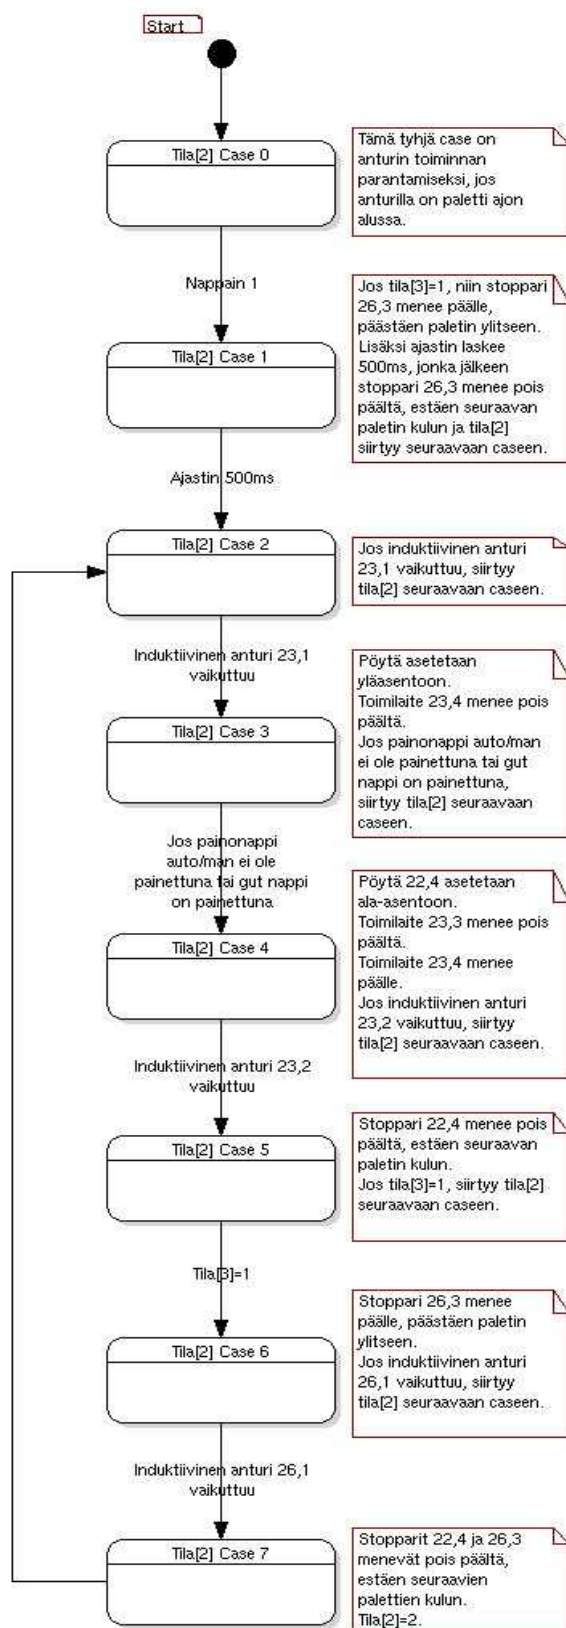 Start
Tila[2] Case 0
Tämä tyhjä case on
anturin toiminnan
parantamiseksi, jos
anturilla on paletti ajon
alussa.
Nappain 1
Jos tila[3]=1, niin stoppari
26,3 menee päälle,
päästäen paletin ylitseen.
Lisäksi ajastin laskee
500ms, jonka jälkeen
stoppari 26,3 menee pois
päältä, estäen seuraavan
paletin kulun ja tila[2]
siirtyy seuraavaan caseen.
Tila[2] Case 1
Ajastin 500ms
Tila[2] Case 2
Jos induktiivinen anturi
23,1 vaikuttuu, siirtyy
tila[2] seuraavaan caseen.
Induktiivinen anturi 23,1
vaikuttuu
Tila[2] Case 3
Pöytä asetetaan
yläasentoon.
Toimilaite 23,4 menee pois
päältä.
Jos painonappi auto/man
ei ole painettuna tai gut
nappi on painettuna,
siirtyy tila[2] seuraavaan
caseen.
Jos painonappi
auto/man ei ole
painettuna tai gut nappi
on painettuna
Tila[2] Case 4
Pöytä 22,4 asetetaan
ala-asentoon.
Toimilaite 23,3 menee pois
päältä.
Toimilaite 23,4 menee
päälle.
Jos induktiivinen anturi
23,2 vaikuttuu, siirtyy
tila[2] seuraavaan caseen.
Induktiivinen anturi 23,2
vaikuttuu
Tila[2] Case 5
Stoppari 22,4 menee pois
päältä, estäen seuraavan
paletin kulun.
Jos tila[3]=1, siirtyy tila[2]
seuraavaan caseen.
Tila[3]=1
Tila[2] Case 6
Stoppari 26,3 menee
päälle, päästäen paletin
ylitseen.
Jos induktiivinen anturi
26,1 vaikuttuu, siirtyy
tila[2] seuraavaan caseen.
Induktiivinen anturi 26,1
vaikuttuu
Tila[2] Case 7
Stopparit 22,4 ja 26,3
menevät pois päältä,
estäen seuraavien
palettien kulun.
Tila[2]=2.